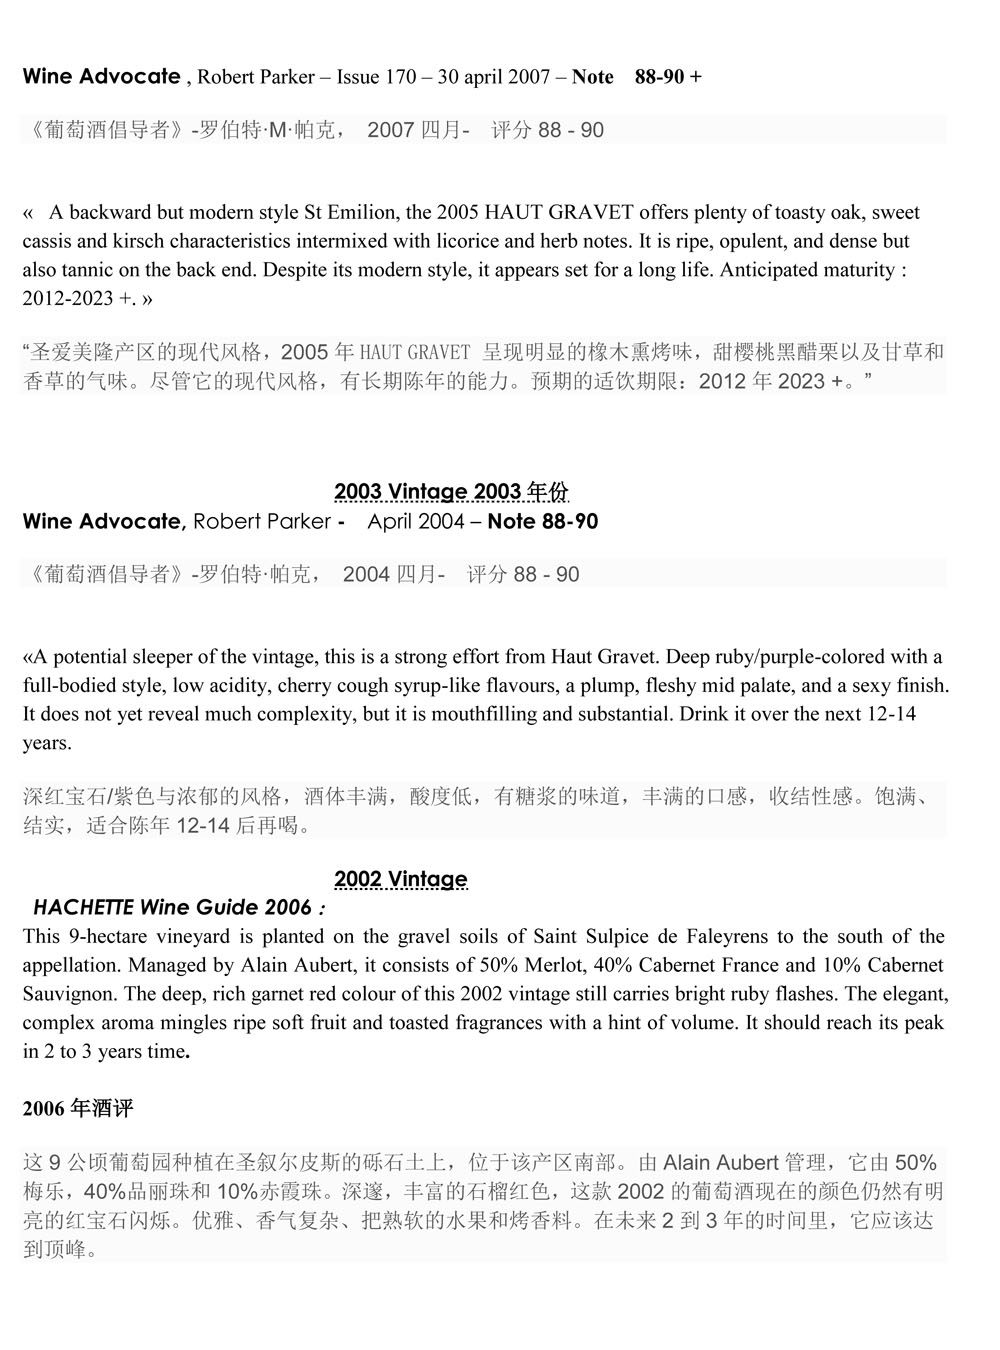 Wine Advocate , Robert Parker – Issue 170 – 30 april 2007 – Note 88-90 +
《葡萄酒倡导者》-罗伯特·M·帕克， 2007 四月- 评分 88 - 90
« A backward but modern style St Emilion, the 2005 HAUT GRAVET offers plenty of toasty oak, sweet
cassis and kirsch characteristics intermixed with licorice and herb notes. It is ripe, opulent, and dense but
also tannic on the back end. Despite its modern style, it appears set for a long life. Anticipated maturity :
2012-2023 +. »
“圣爱美隆产区的现代风格，2005 年 HAUT GRAVET 呈现明显的橡木熏烤味，甜樱桃黑醋栗以及甘草和
香草的气味。尽管它的现代风格，有长期陈年的能力。预期的适饮期限：2012 年 2023 +。”
2003 Vintage 2003 年份
Wine Advocate, Robert Parker - April 2004 – Note 88-90
《葡萄酒倡导者》-罗伯特·帕克， 2004 四月- 评分 88 - 90
«A potential sleeper of the vintage, this is a strong effort from Haut Gravet. Deep ruby/purple-colored with a
full-bodied style, low acidity, cherry cough syrup-like flavours, a plump, fleshy mid palate, and a sexy finish.
It does not yet reveal much complexity, but it is mouthfilling and substantial. Drink it over the next 12-14
years.
深红宝石/紫色与浓郁的风格，酒体丰满，酸度低，有糖浆的味道，丰满的口感，收结性感。饱满、
结实，适合陈年 12-14 后再喝。
2002 Vintage
HACHETTE Wine Guide 2006 :
This 9-hectare vineyard is planted on the gravel soils of Saint Sulpice de Faleyrens to the south of the
appellation. Managed by Alain Aubert, it consists of 50% Merlot, 40% Cabernet France and 10% Cabernet
Sauvignon. The deep, rich garnet red colour of this 2002 vintage still carries bright ruby flashes. The elegant,
complex aroma mingles ripe soft fruit and toasted fragrances with a hint of volume. It should reach its peak
in 2 to 3 years time.
2006 年酒评
这 9 公顷葡萄园种植在圣叙尔皮斯的砾石土上，位于该产区南部。由 Alain Aubert 管理，它由 50%
梅乐，40%品丽珠和 10%赤霞珠。深邃，丰富的石榴红色，这款 2002 的葡萄酒现在的颜色仍然有明
亮的红宝石闪烁。优雅、香气复杂、把熟软的水果和烤香料。在未来 2 到 3 年的时间里，它应该达
到顶峰。